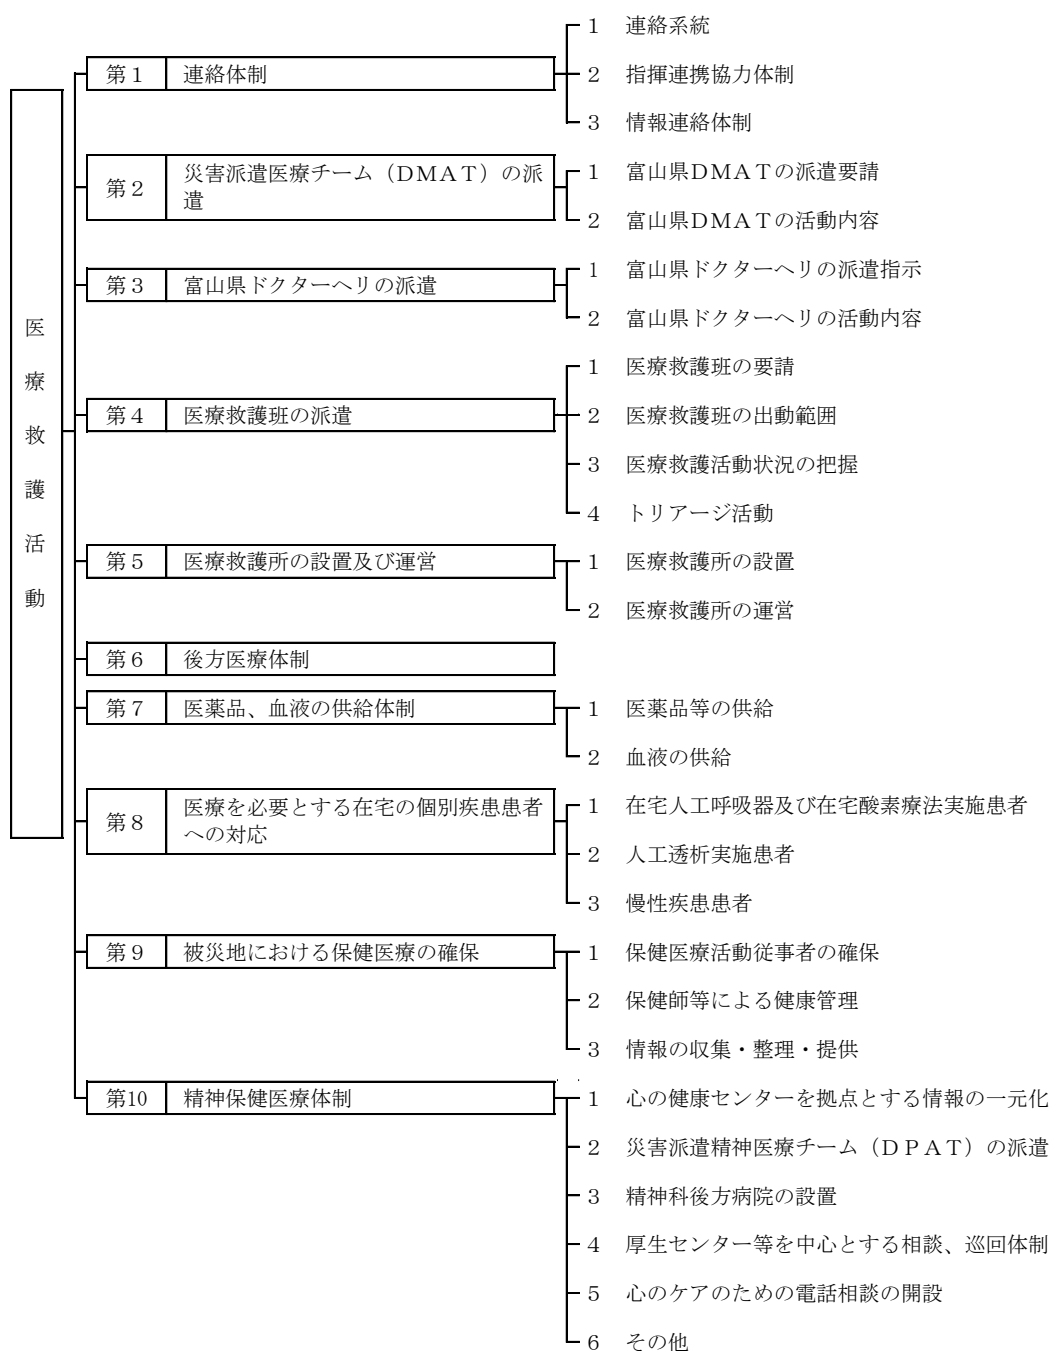 医療救護活動
第１ 連絡体制
１ 連絡系統
２ 指揮連携協力体制
３ 情報連絡体制
第２ 災害派遣医療チーム（ＤＭＡＴ）の派
遣
１ 富山県ＤＭＡＴの派遣要請
２ 富山県ＤＭＡＴの活動内容
第３ 富山県ドクターヘリの派遣
１ 富山県ドクターヘリの派遣指示
２ 富山県ドクターヘリの活動内容
第４ 医療救護班の派遣
１ 医療救護班の要請
２ 医療救護班の出動範囲
３ 医療救護活動状況の把握
４ トリアージ活動
第５ 医療救護所の設置及び運営
１ 医療救護所の設置
２ 医療救護所の運営
第６ 後方医療体制
第７ 医薬品、血液の供給体制
１ 医薬品等の供給
２ 血液の供給
第８ 医療を必要とする在宅の個別疾患患者
への対応
１ 在宅人工呼吸器及び在宅酸素療法実施患者
２ 人工透析実施患者
３ 慢性疾患患者
第９ 被災地における保健医療の確保
１ 保健医療活動従事者の確保
２ 保健師等による健康管理
３ 情報の収集・整理・提供
第10 精神保健医療体制
１ 心の健康センターを拠点とする情報の一元化
２ 災害派遣精神医療チーム（ＤＰＡＴ）の派遣
３ 精神科後方病院の設置
４ 厚生センター等を中心とする相談、巡回体制
５ 心のケアのための電話相談の開設
６ その他